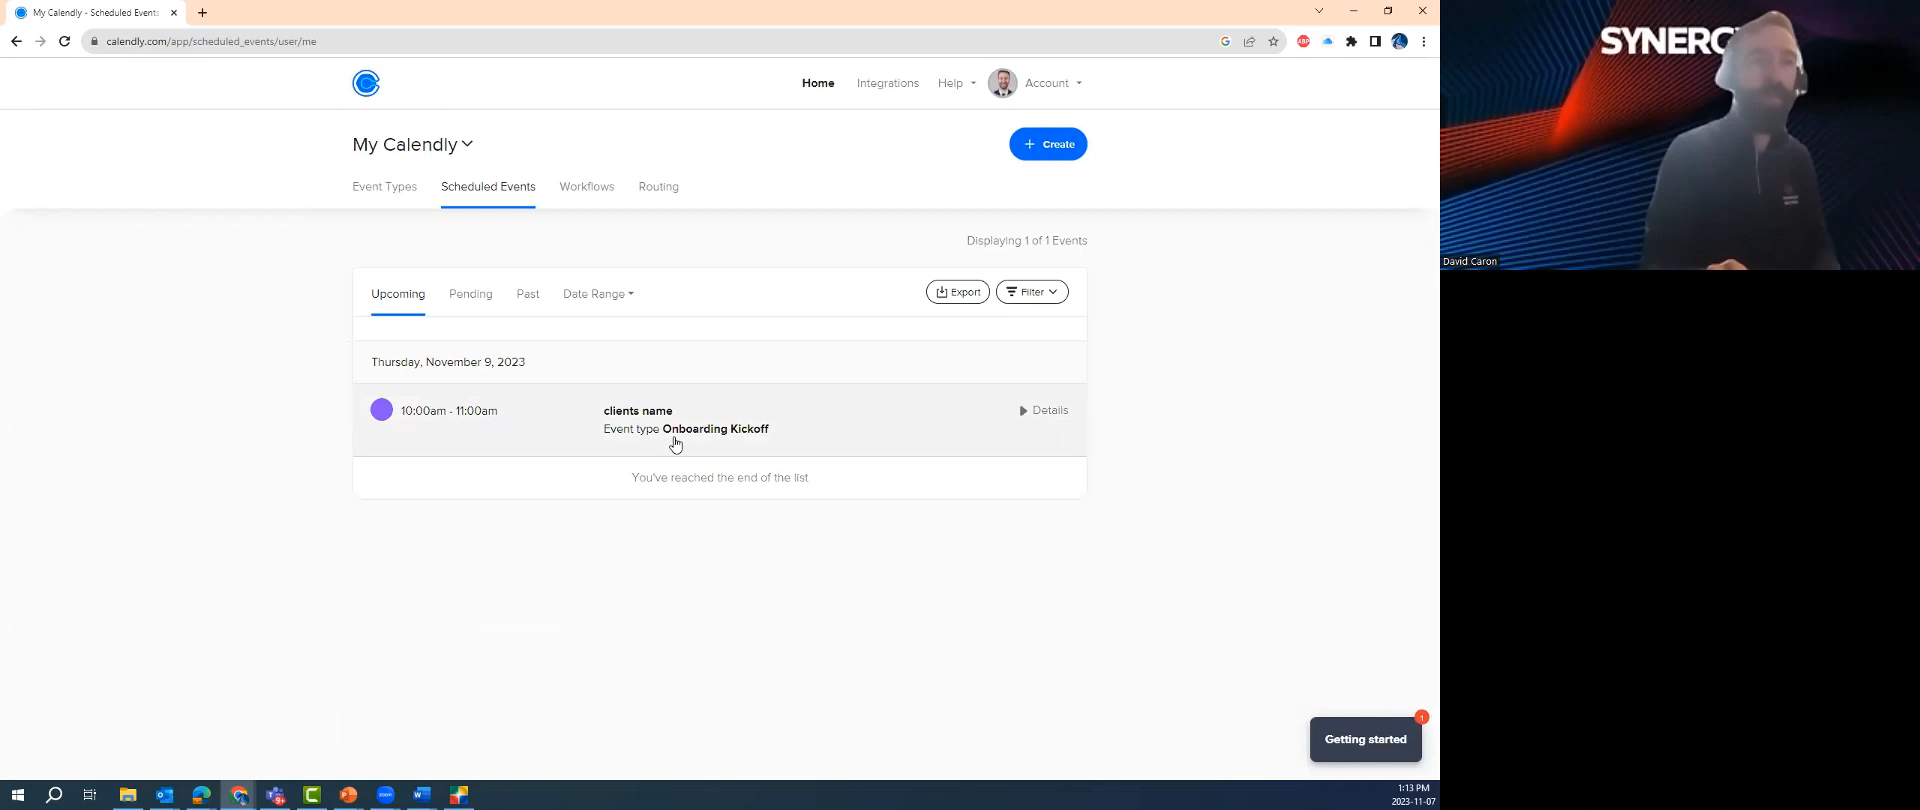 My Calendly - Scheduled Events
calendly.com/app/scheduled_events/user/me
ABP
Home
Integrations
Help
Account
My Calendly
+ Create
Event Types
Scheduled Events
Workflows
Routing
Displaying 1 of 1 Events
Upcoming
Pending
Past
Date Range
Export
Filter
Thursday, November 9, 2023
10:00am - 11:00am
clients name
Details
Event type Onboarding Kickoff
You've reached the end of the list
1
Getting started
1:13 PM
2023-11-07
SYNERG
David Caron